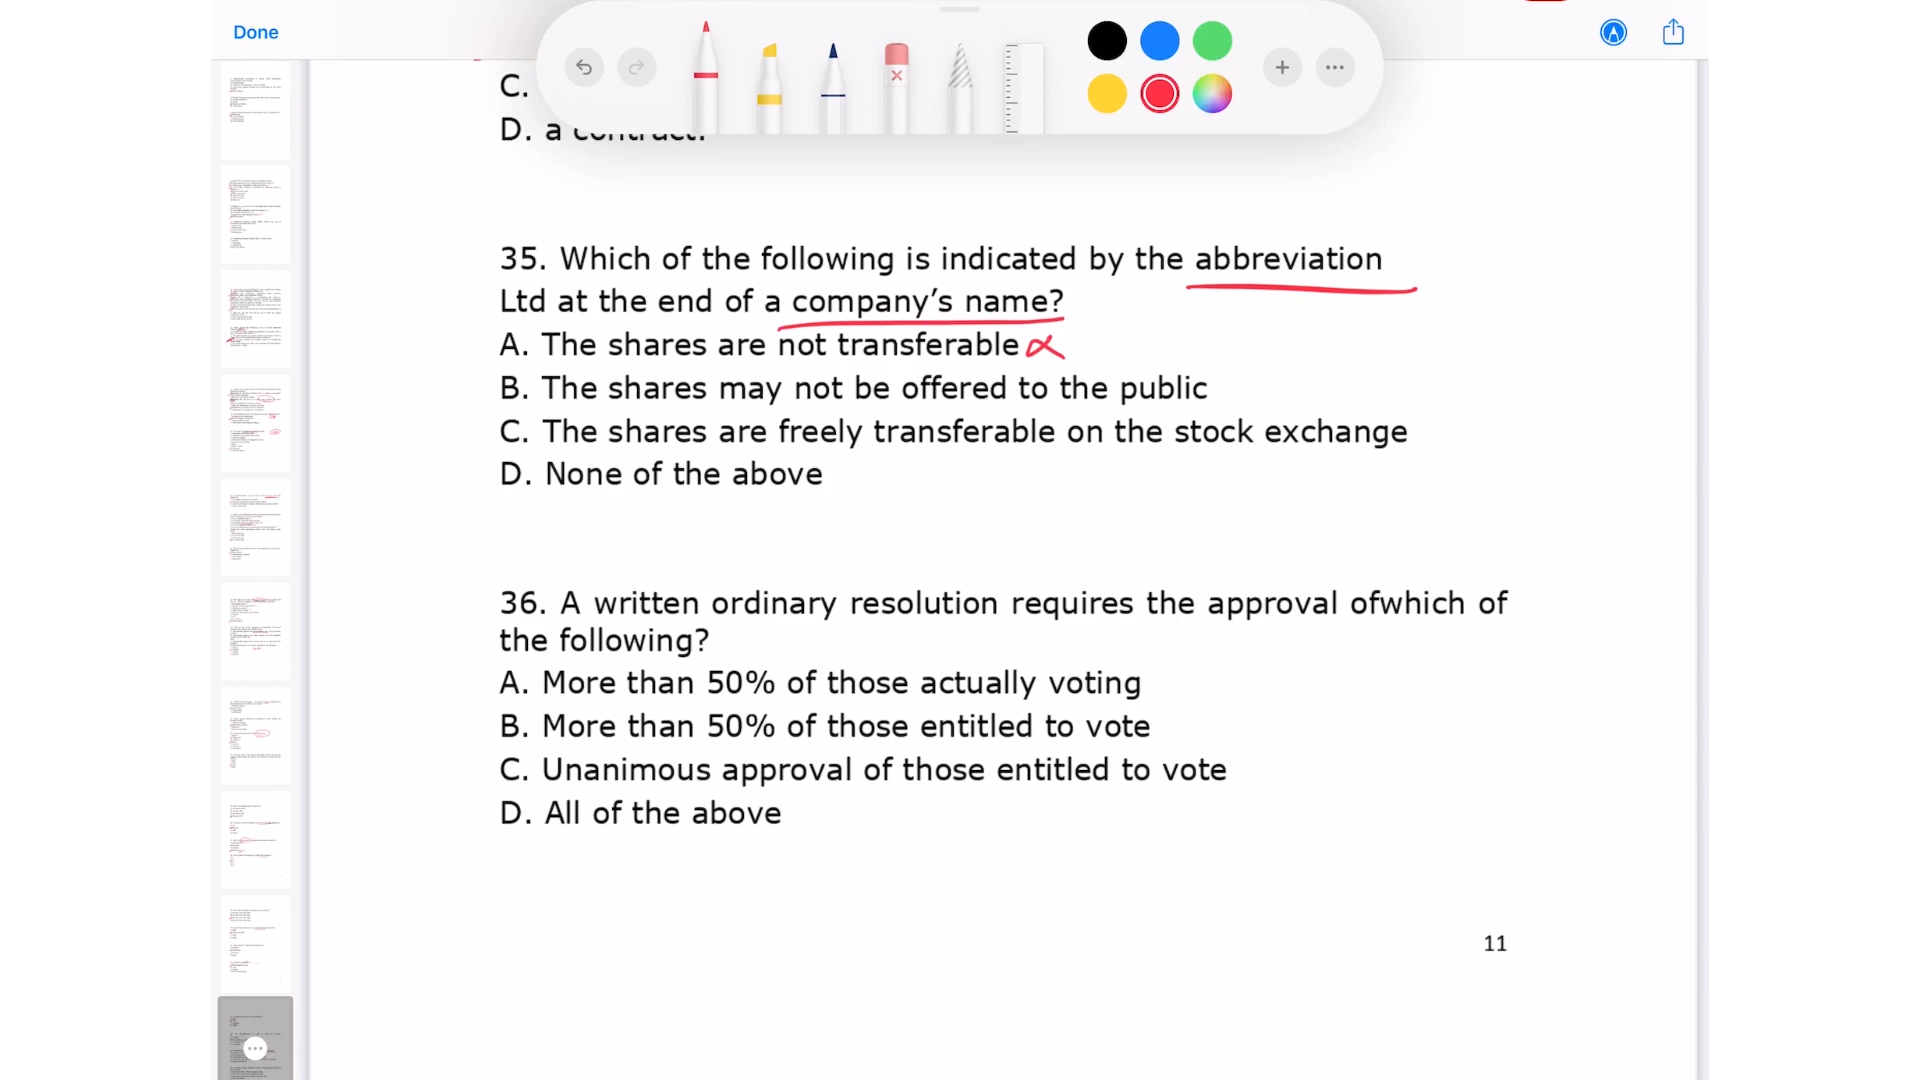 Done
C.
D. a contract.
35. Which of the following is indicated by the abbreviation
Ltd at the end of a company’s name?
A. The shares are not transferable
B. The shares may not be offered to the public
C. The shares are freely transferable on the stock exchange
D. None of the above
36. A written ordinary resolution requires the approval ofwhich of
the following?
A. More than 50% of those actually voting
B. More than 50% of those entitled to vote
C. Unanimous approval of those entitled to vote
D. All of the above
11